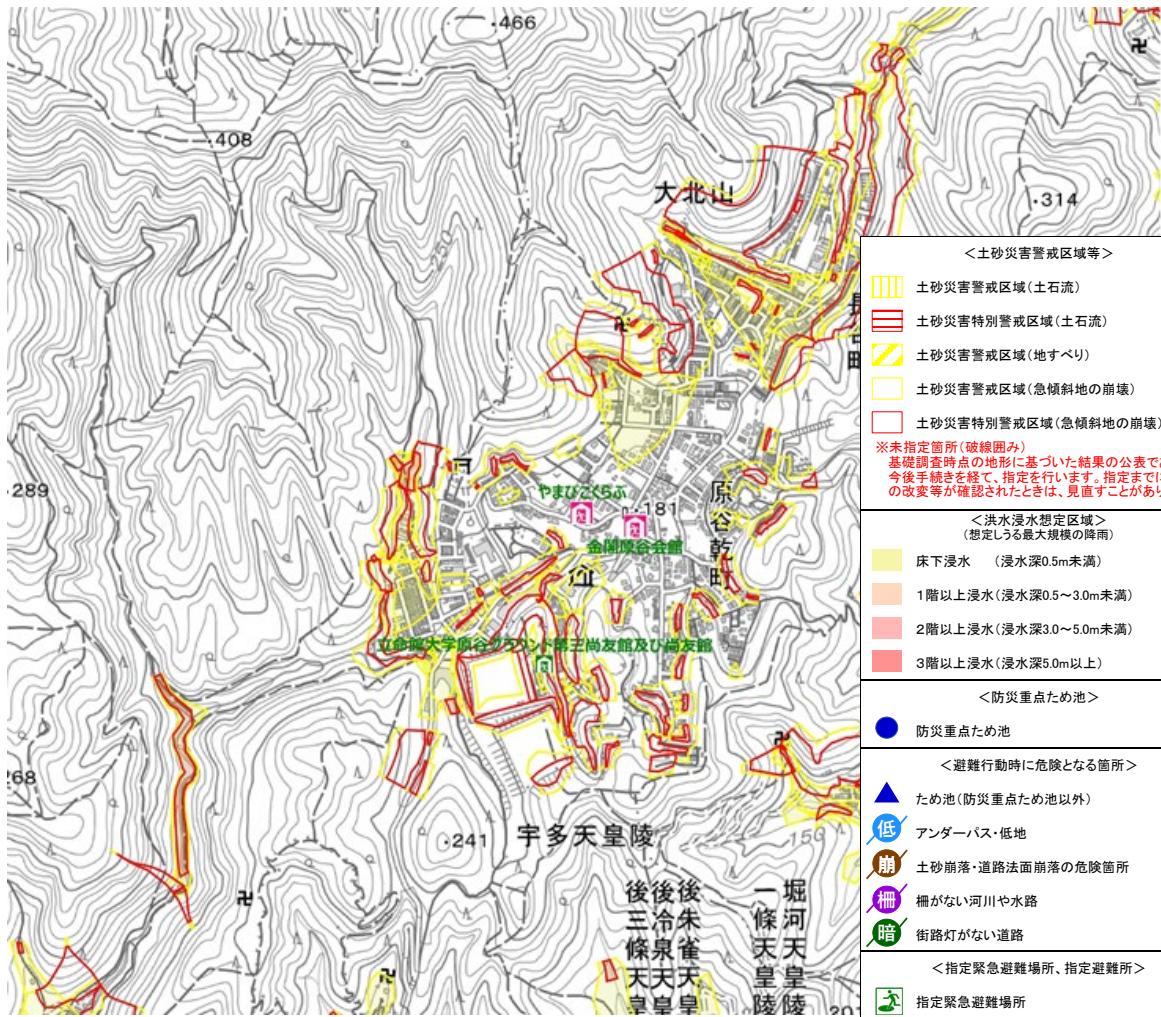 466
408
大北山
314
250
289
やまびこくらぶ
181
金閣原谷会館
原谷乾町
立命館大学原谷グラウンド第三尚友館及び尚友館
268
241
宇多天皇陵
150
後朱雀天皇
後冷泉天皇
後三條天皇
堀河天皇陵
一條天皇陵
201
＜土砂災害警戒区域等＞
土砂災害警戒区域（土石流）
土砂災害特別警戒区域（土石流）
土砂災害警戒区域（地すべり）
土砂災害警戒区域（急傾斜地の崩壊）
土砂災害特別警戒区域（急傾斜地の崩壊）
※未指定箇所（破線囲み）
基礎調査時点の地形に基づいた結果の公表であ
今後手続きを経て、指定を行います。指定までに
の改変等が確認されたときは、見直すことがあり
＜洪水浸水想定区域＞
（想定しうる最大規模の降雨）
床下浸水　（浸水深0.5m未満）
１階以上浸水（浸水深0.5～3.0m未満）
２階以上浸水（浸水深3.0～5.0m未満）
３階以上浸水（浸水深5.0m以上）
＜防災重点ため池＞
防災重点ため池
＜避難行動時に危険となる箇所＞
ため池（防災重点ため池以外）
低 アンダーパス・低地
崩 土砂崩落・道路法面崩落の危険箇所
柵 柵がない河川や水路
暗 街路灯がない道路
＜指定緊急避難場所、指定避難所＞
指定緊急避難場所